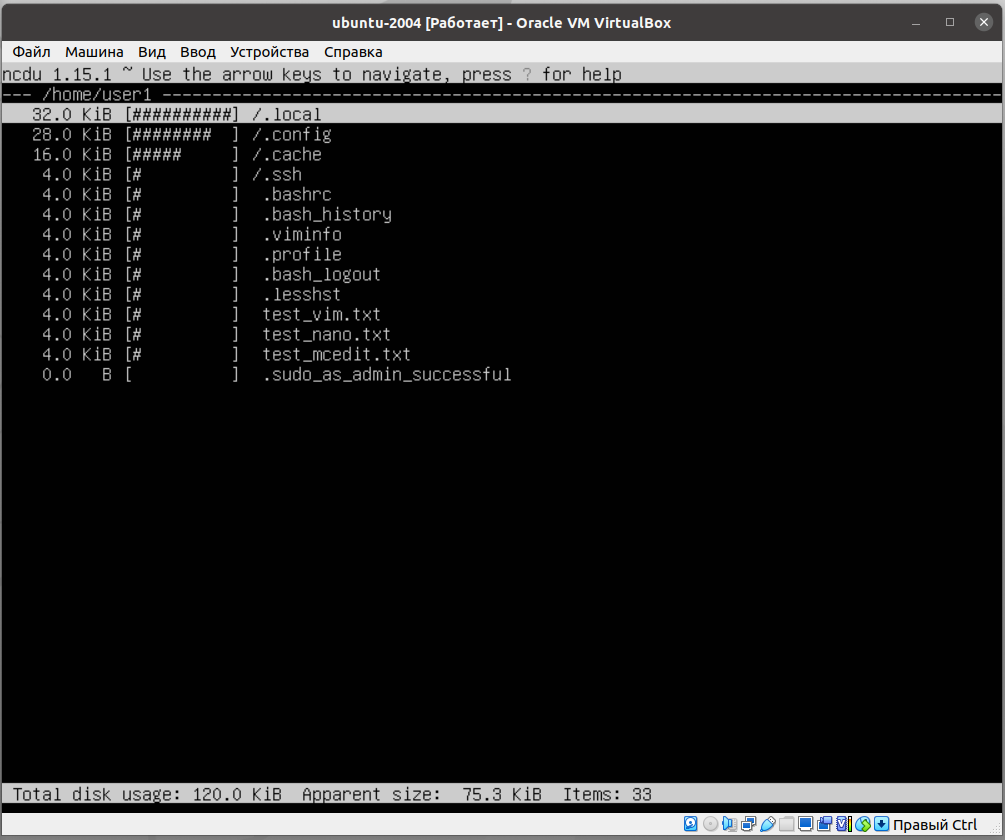 ubuntu-2004 [Работает] - Oracle VM VirtualBox
Файл Машина Вид Ввод Устройства Справка
ncdu 1.15.1 ~ Use the arrow keys to navigate, press ? for help
--- /home/user1 ------------------------------------------------------------------------------------
32.0 KiB [##########] /.local
28.0 KiB [########  ] /.config
16.0 KiB [#####     ] /.cache
4.0 KiB [#         ] /.ssh
4.0 KiB [#         ]  .bashrc
4.0 KiB [#         ]  .bash_history
4.0 KiB [#         ]  .viminfo
4.0 KiB [#         ]  .profile
4.0 KiB [#         ]  .bash_logout
4.0 KiB [#         ]  .lesshst
4.0 KiB [#         ]  test_vim.txt
4.0 KiB [#         ]  test_nano.txt
4.0 KiB [#         ]  test_mcedit.txt
0.0   B [          ]  .sudo_as_admin_successful
Total disk usage: 120.0 KiB  Apparent size:  75.3 KiB  Items: 33
Правый Ctrl